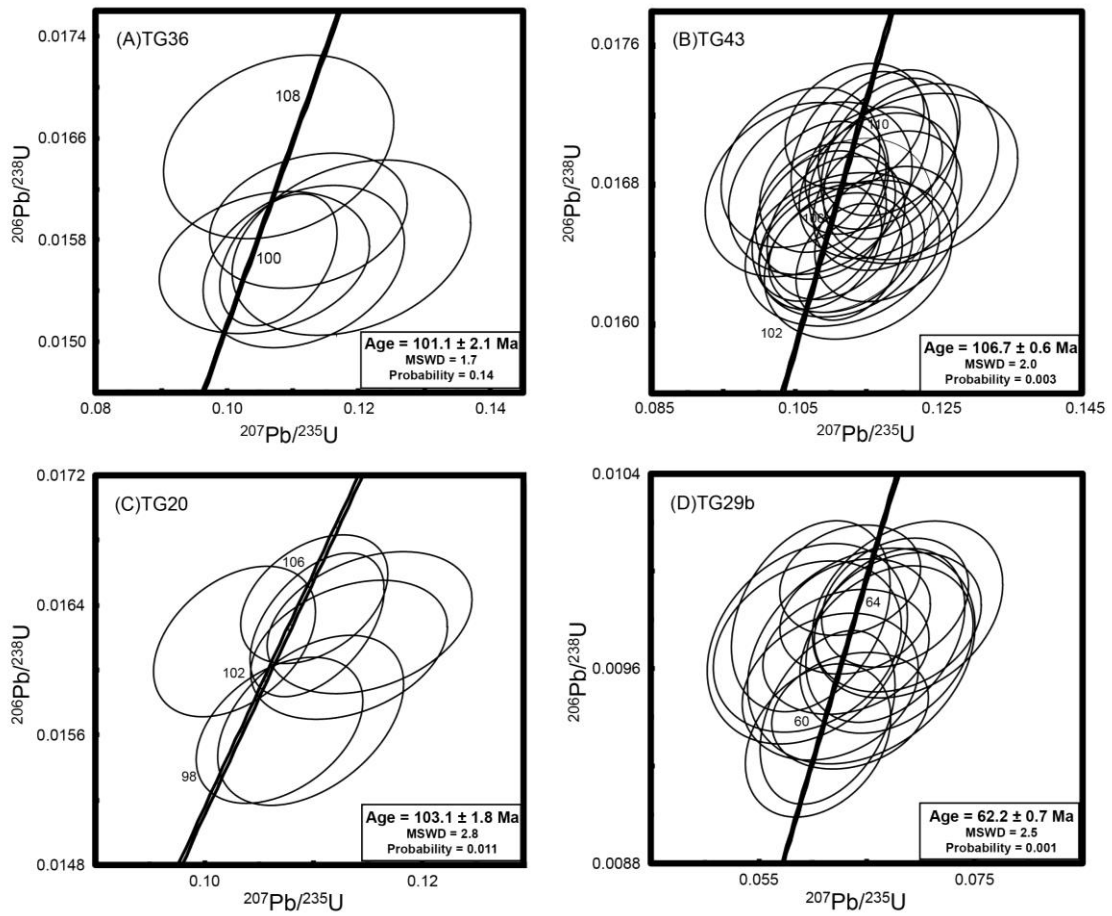 (A)TG36
0.0174
0.0166
0.0158
0.0150
²⁰⁶Pb/²³⁸U
108
100
Age = 101.1 ± 2.1 Ma
MSWD = 1.7
Probability = 0.14
0.08
0.10
0.12
0.14
²⁰⁷Pb/²³⁵U
(B)TG43
0.0176
0.0168
0.0160
²⁰⁶Pb/²³⁸U
110
106
102
Age = 106.7 ± 0.6 Ma
MSWD = 2.0
Probability = 0.003
0.085
0.105
0.125
0.145
²⁰⁷Pb/²³⁵U
(C)TG20
0.0172
0.0164
0.0156
0.0148
²⁰⁶Pb/²³⁸U
106
102
98
Age = 103.1 ± 1.8 Ma
MSWD = 2.8
Probability = 0.011
0.10
0.12
²⁰⁷Pb/²³⁵U
(D)TG29b
0.0104
0.0096
0.0088
²⁰⁶Pb/²³⁸U
64
60
Age = 62.2 ± 0.7 Ma
MSWD = 2.5
Probability = 0.001
0.055
0.075
²⁰⁷Pb/²³⁵U